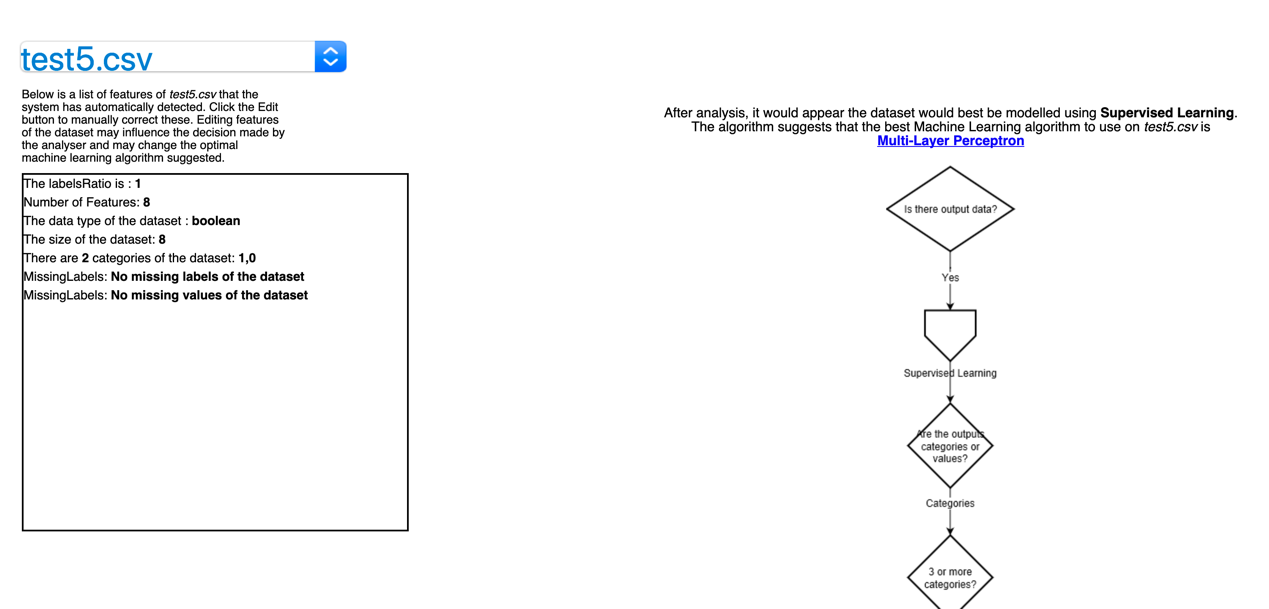 test5.csv
Below is a list of features of test5.csv that the
system has automatically detected. Click the Edit
button to manually correct these. Editing features
of the dataset may influence the decision made by
the analyser and may change the optimal
machine learning algorithm suggested.
The labelsRatio is : 1
Number of Features: 8
The data type of the dataset : boolean
The size of the dataset: 8
There are 2 categories of the dataset: 1,0
MissingLabels: No missing labels of the dataset
MissingLabels: No missing values of the dataset
After analysis, it would appear the dataset would best be modelled using Supervised Learning.
The algorithm suggests that the best Machine Learning algorithm to use on test5.csv is
Multi-Layer Perceptron
Is there output data?
Yes
Supervised Learning
Are the outputs
categories or
values?
Categories
3 or more
categories?